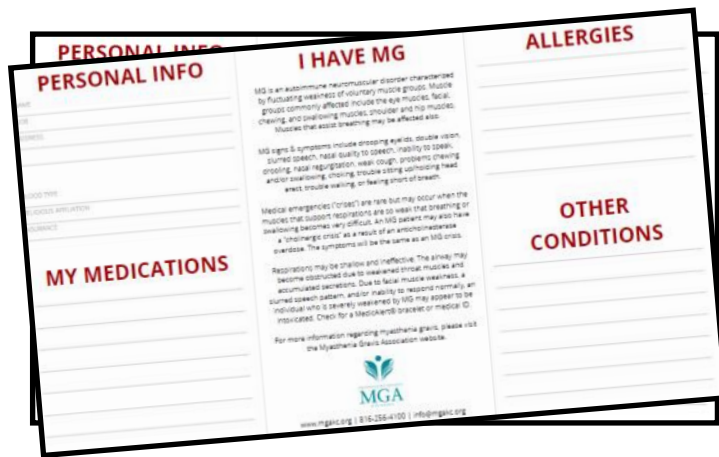 PERSONAL INFO
PERSONAL INFO
NAME
DOB
ADDRESS
BLOOD TYPE
RELIGIOUS AFFILIATION
INSURANCE
MY MEDICATIONS
I HAVE MG
MG is an autoimmune neuromuscular disorder characterized
by fluctuating weakness of voluntary muscle groups. Muscle
groups commonly affected include the eye muscles, facial,
chewing, and swallowing muscles, shoulder and hip muscles.
Muscles that assist breathing may be affected also.
MG signs & symptoms include drooping eyelids, double vision,
slurred speech, nasal quality to speech, inability to speak,
drooling, nasal regurgitation, weak cough, problems chewing
and/or swallowing, choking, trouble sitting up/holding head
erect, trouble walking, or feeling short of breath.
Medical emergencies ("crises") are rare but may occur when the
muscles that support respirations are so weak that breathing or
swallowing becomes very difficult. An MG patient may also have
a "cholinergic crisis" as a result of an anticholinesterase
overdose. The symptoms will be the same as an MG crisis.
Respirations may be shallow and ineffective; The airway may
become obstructed due to weakened throat muscles and
accumulated secretions. Due to facial muscle weakness, a
slurred speech pattern, and/or inability to respond normally, an
individual who is severely weakened by MG may appear to be
intoxicated. Check for a MedicAlert® bracelet or medical ID.
For more information regarding myasthenia gravis, please visit
the Myasthenia Gravis Association website.
MGA
www.mgakc.org | 816-256-4100 | info@mgakc.org
ALLERGIES
OTHER
CONDITIONS